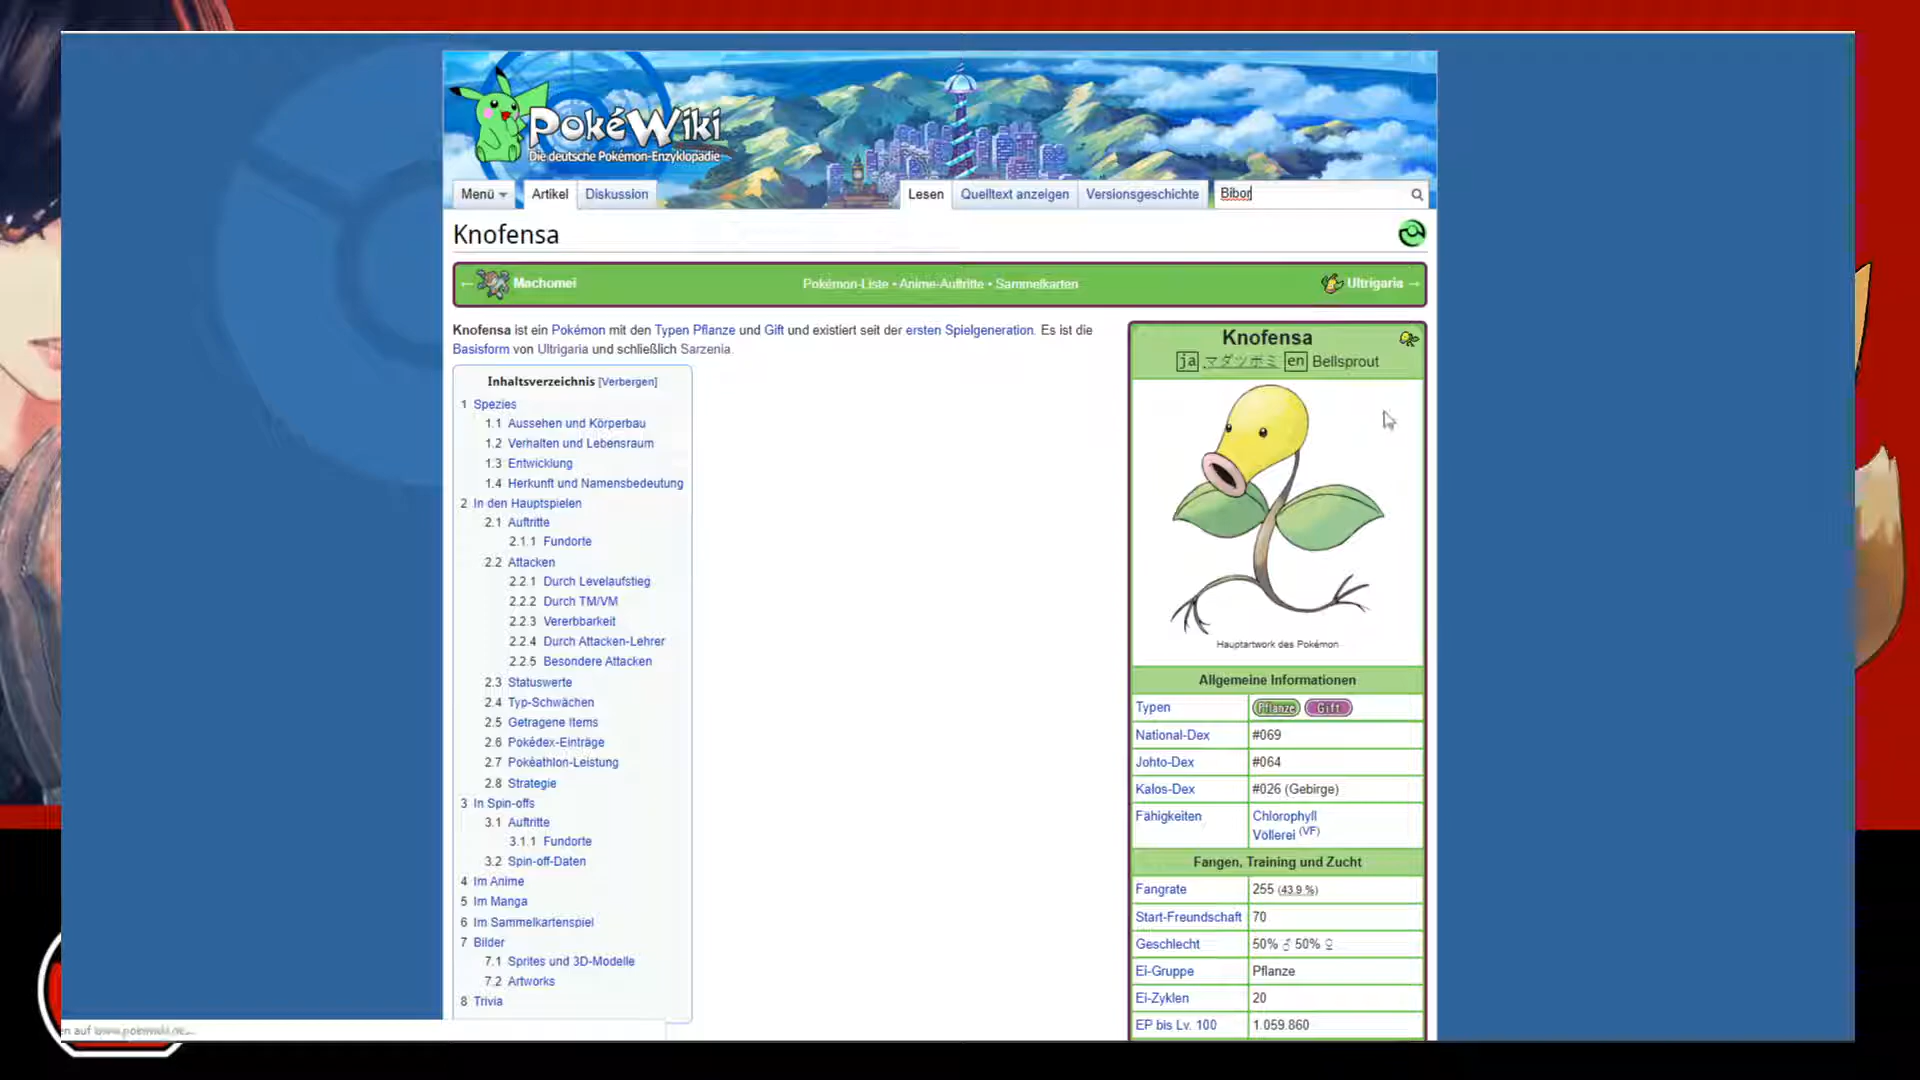 PokéWiki
Die deutsche Pokémon-Enzyklopädie
Menü Artikel Diskussion Lesen Quelltext anzeigen Versionsgeschichte Bibor
Knofensa
← Machomei Pokémon-Liste • Anime-Auftritte • Sammelkarten Ultrigaria →
Knofensa ist ein Pokémon mit den Typen Pflanze und Gift und existiert seit der ersten Spielgeneration. Es ist die
Basisform von Ultrigaria und schließlich Sarzenia.
Inhaltsverzeichnis [Verbergen]
1 Spezies
1.1 Aussehen und Körperbau
1.2 Verhalten und Lebensraum
1.3 Entwicklung
1.4 Herkunft und Namensbedeutung
2 In den Hauptspielen
2.1 Auftritte
2.1.1 Fundorte
2.2 Attacken
2.2.1 Durch Levelaufstieg
2.2.2 Durch TM/VM
2.2.3 Vererbbarkeit
2.2.4 Durch Attacken-Lehrer
2.2.5 Besondere Attacken
2.3 Statuswerte
2.4 Typ-Schwächen
2.5 Getragene Items
2.6 Pokédex-Einträge
2.7 Pokéathlon-Leistung
2.8 Strategie
3 In Spin-offs
3.1 Auftritte
3.1.1 Fundorte
3.2 Spin-off-Daten
4 Im Anime
5 Im Manga
6 Im Sammelkartenspiel
7 Bilder
7.1 Sprites und 3D-Modelle
7.2 Artworks
8 Trivia
Knofensa
ja マダツボミ en Bellsprout
Hauptartwork des Pokémon
Allgemeine Informationen
Typen Pflanze Gift
National-Dex #069
Johto-Dex #064
Kalos-Dex #026 (Gebirge)
Fähigkeiten Chlorophyll
Völlerei (VF)
Fangen, Training und Zucht
Fangrate 255 (43.9 %)
Start-Freundschaft 70
Geschlecht 50% ♂ 50% ♀
Ei-Gruppe Pflanze
Ei-Zyklen 20
EP bis Lv. 100 1.059.860
en auf www.pokewiki.de...